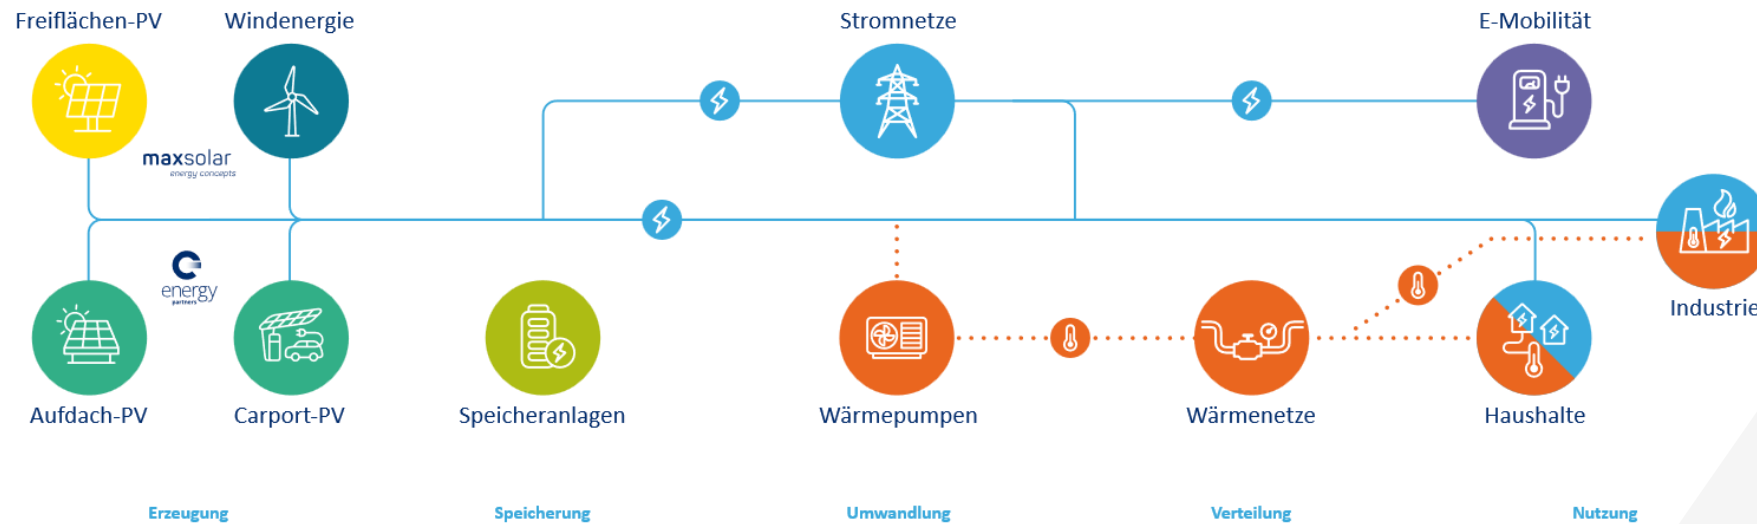 Freiflächen-PV
Windenergie
Stromnetze
E-Mobilität
maxsolar
energy concepts
energy
partners
Industrie
Aufdach-PV
Carport-PV
Speicheranlagen
Wärmepumpen
Wärmenetze
Haushalte
Erzeugung
Speicherung
Umwandlung
Verteilung
Nutzung